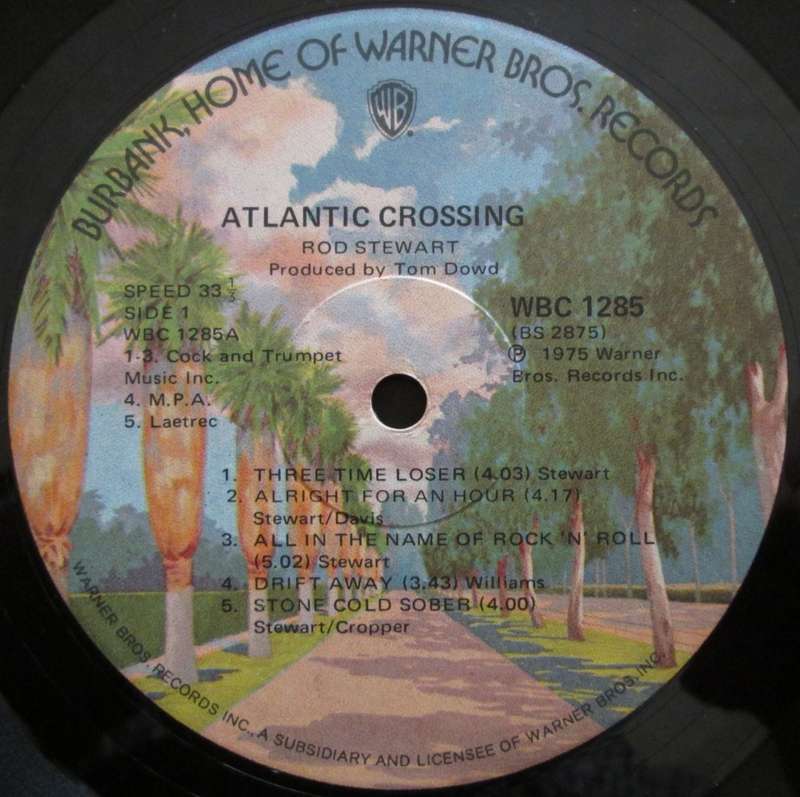 BURBANK, HOME OF WARNER BROS. RECORDS
WB
ATLANTIC CROSSING
ROD STEWART
Produced by Tom Dowd
SPEED 33 1/3
SIDE 1
WBC 1285A
1-3. Cock and Trumpet
Music Inc.
4. M.P.A.
5. Laetrec
WBC 1285
(BS 2875)
℗ 1975 Warner
Bros. Records Inc.
1. THREE TIME LOSER (4.03) Stewart
2. ALRIGHT FOR AN HOUR (4.17)
Stewart/Davis
3. ALL IN THE NAME OF ROCK 'N' ROLL
(5.02) Stewart
4. DRIFT AWAY (3.43) Williams
5. STONE COLD SOBER (4.00)
Stewart/Cropper
WARNER BROS. RECORDS INC., A SUBSIDIARY AND LICENSEE OF WARNER BROS. INC.